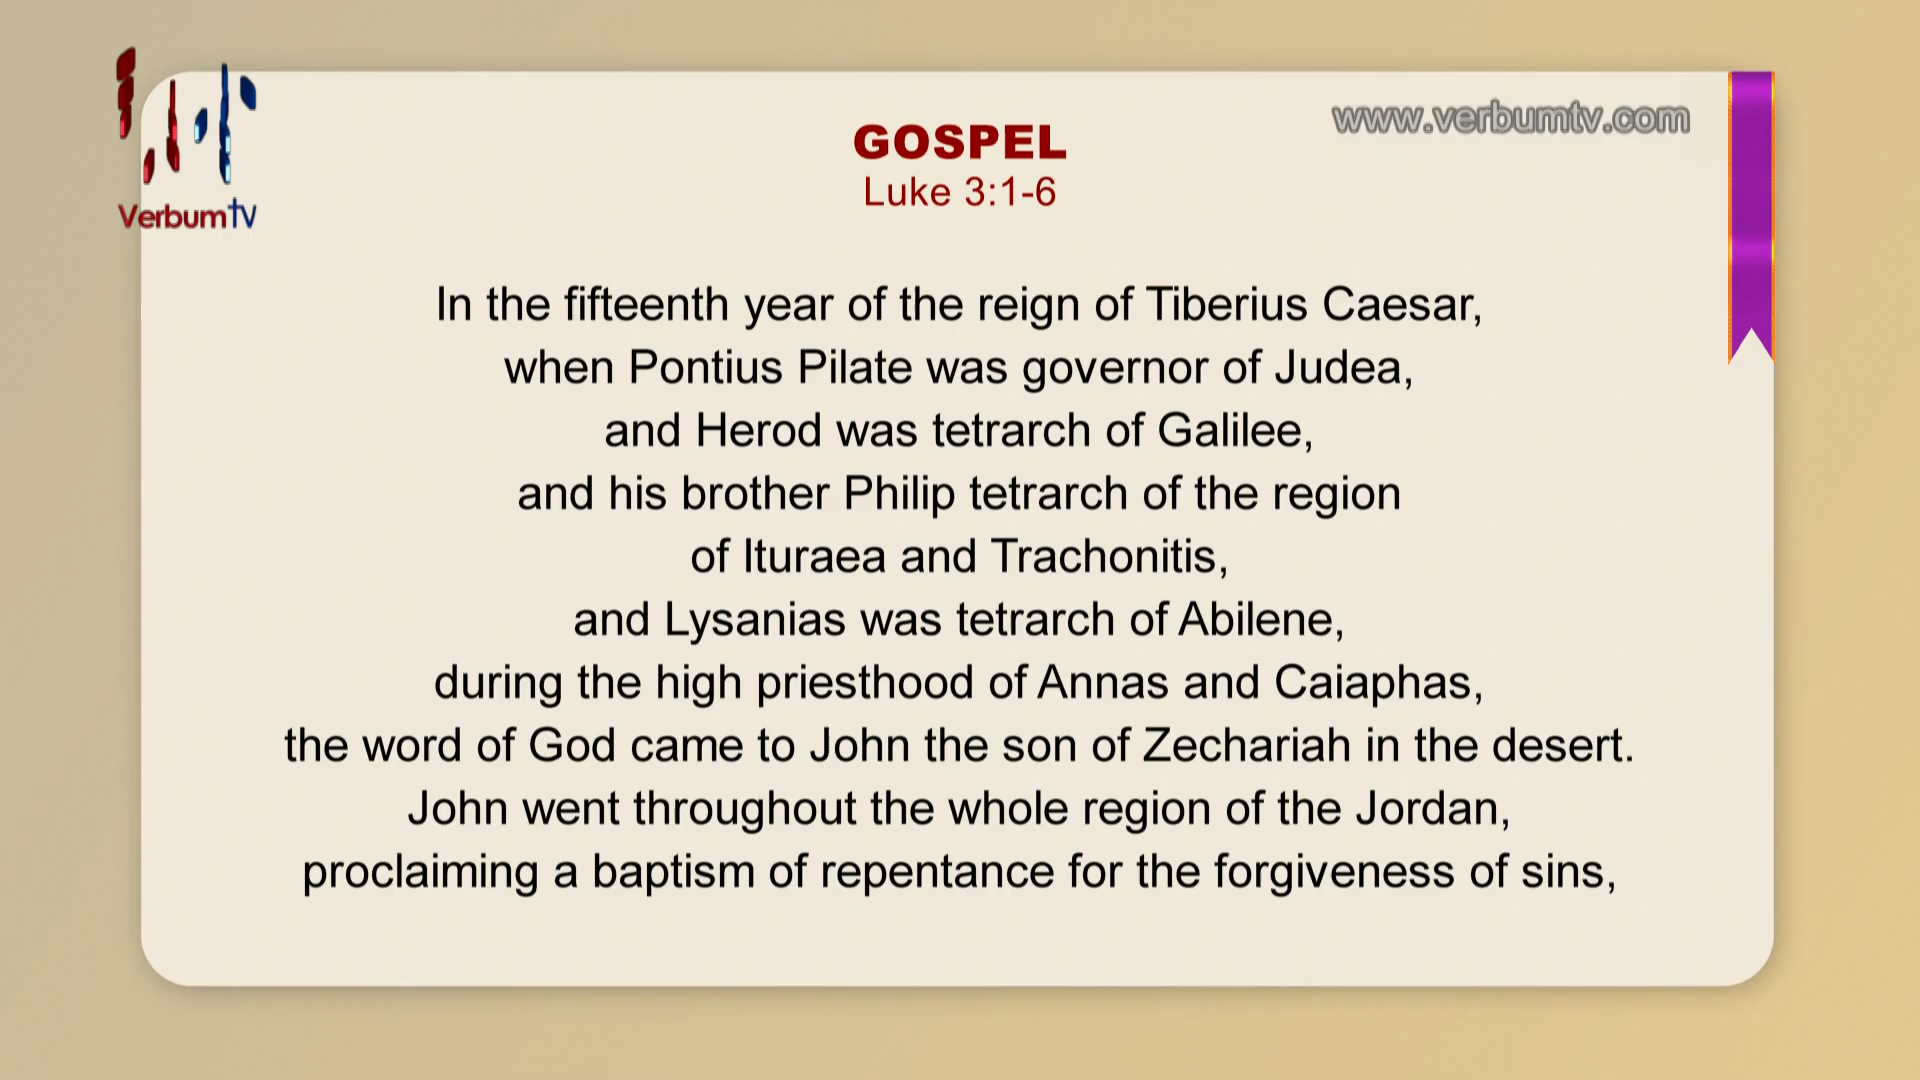 VerbumTV
www.verbumtv.com
GOSPEL
Luke 3:1-6
In the fifteenth year of the reign of Tiberius Caesar,
when Pontius Pilate was governor of Judea,
and Herod was tetrarch of Galilee,
and his brother Philip tetrarch of the region
of Ituraea and Trachonitis,
and Lysanias was tetrarch of Abilene,
during the high priesthood of Annas and Caiaphas,
the word of God came to John the son of Zechariah in the desert.
John went throughout the whole region of the Jordan,
proclaiming a baptism of repentance for the forgiveness of sins,